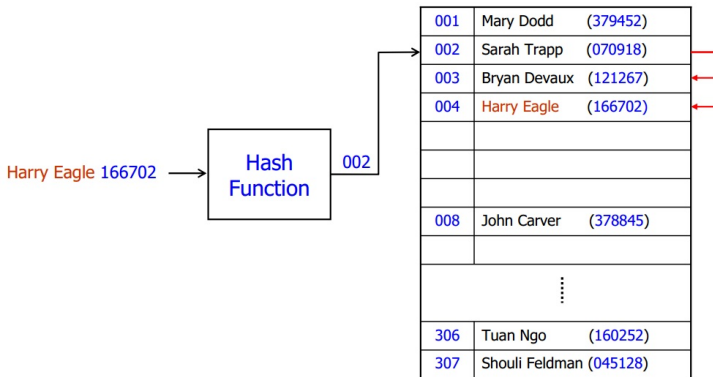 Harry Eagle 166702
Hash
Function
002
001 Mary Dodd (379452)
002 Sarah Trapp (070918)
003 Bryan Devaux (121267)
004 Harry Eagle (166702)
008 John Carver (378845)
306 Tuan Ngo (160252)
307 Shouli Feldman (045128)